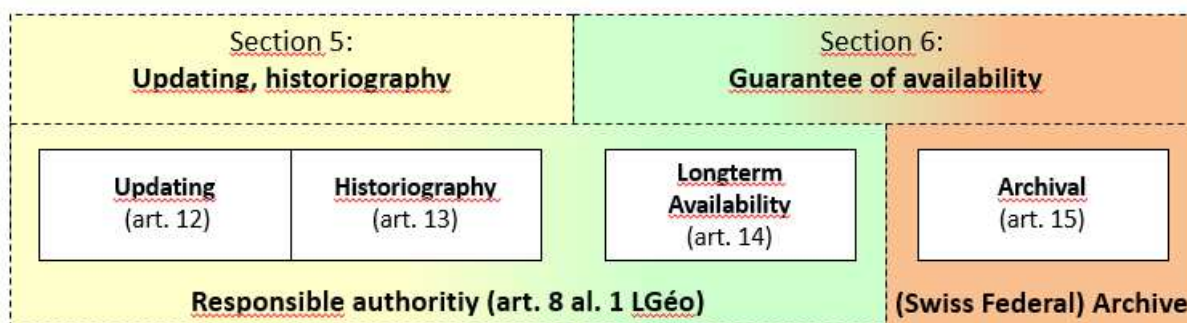 Section 5:
Updating, historiography
Section 6:
Guarantee of availability
Updating
(art. 12)
Historiography
(art. 13)
Longterm
Availability
(art. 14)
Archival
(art. 15)
Responsible authoritiy (art. 8 al. 1 LGéo)
(Swiss Federal) Archive